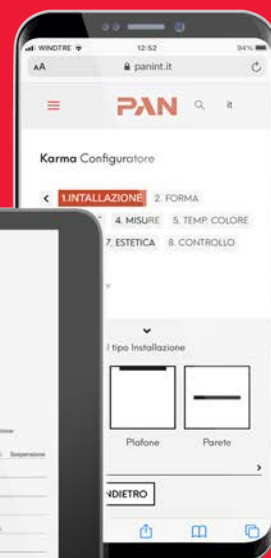 WINDTRE
12:52
94%
AA
panint.it
PAN
it
Karma Configuratore
1.INTALLAZIONE
2. FORMA
4. MISURE
5. TEMP. COLORE
7. ESTETICA
8. CONTROLLO
l tipo Installazione
Plafone
Parete
NDIETRO
Sospensione